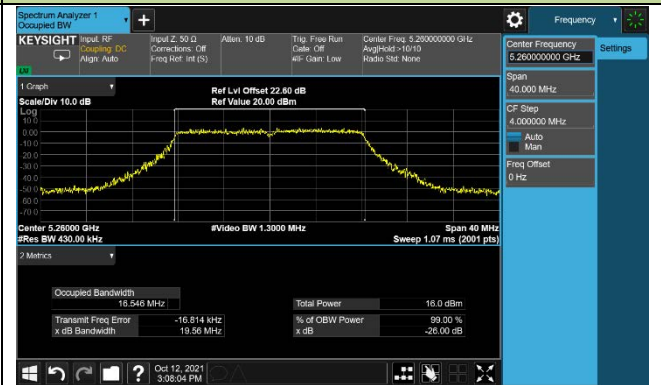 Spectrum Analyzer 1
Occupied BW
Frequency
KEYSIGHT
Input: RF
Coupling: DC
Align: Auto
Input Z: 50 Ω
Corrections: Off
Freq Ref: Int (S)
Atten: 10 dB
Trig: Free Run
Gate: Off
#IF Gain: Low
Center Freq: 5.260000000 GHz
Avg|Hold:>10/10
Radio Std: None
Center Frequency
5.260000000 GHz
Settings
Span
40.000 MHz
CF Step
4.000000 MHz
Auto
Man
Freq Offset
0 Hz
1 Graph
Scale/Div 10.0 dB
Ref Lvl Offset 22.60 dB
Ref Value 20.00 dBm
Log
10.0
0.00
-10.0
-20.0
-30.0
-40.0
-50.0
-60.0
-70.0
Center 5.26000 GHz
#Res BW 430.00 kHz
#Video BW 1.3000 MHz
Span 40 MHz
Sweep 1.07 ms (2001 pts)
2 Metrics
Occupied Bandwidth
16.546 MHz
Total Power
16.0 dBm
Transmit Freq Error
-16.814 kHz
% of OBW Power
99.00 %
x dB Bandwidth
19.56 MHz
x dB
-26.00 dB
?
Oct 12, 2021
3:08:04 PM